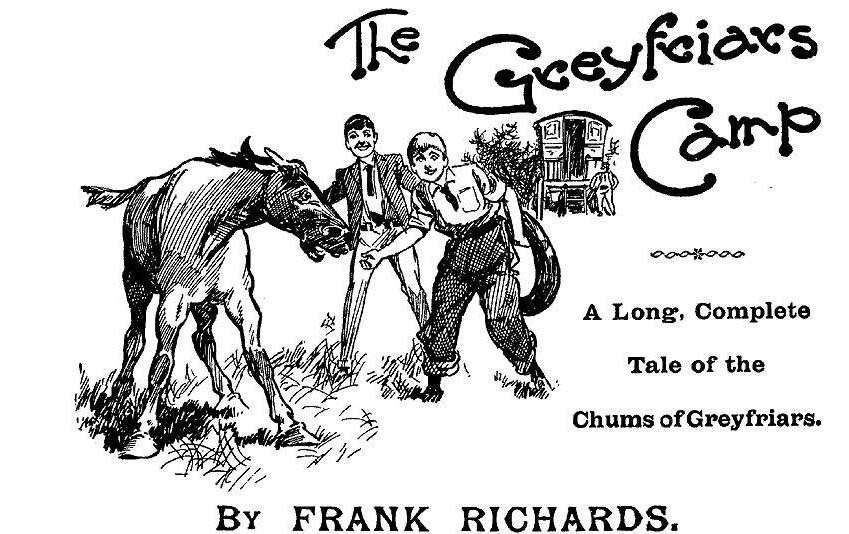 The Greyfriars
Camp
A Long, Complete
Tale of the
Chums of Greyfriars.
BY FRANK RICHARDS.